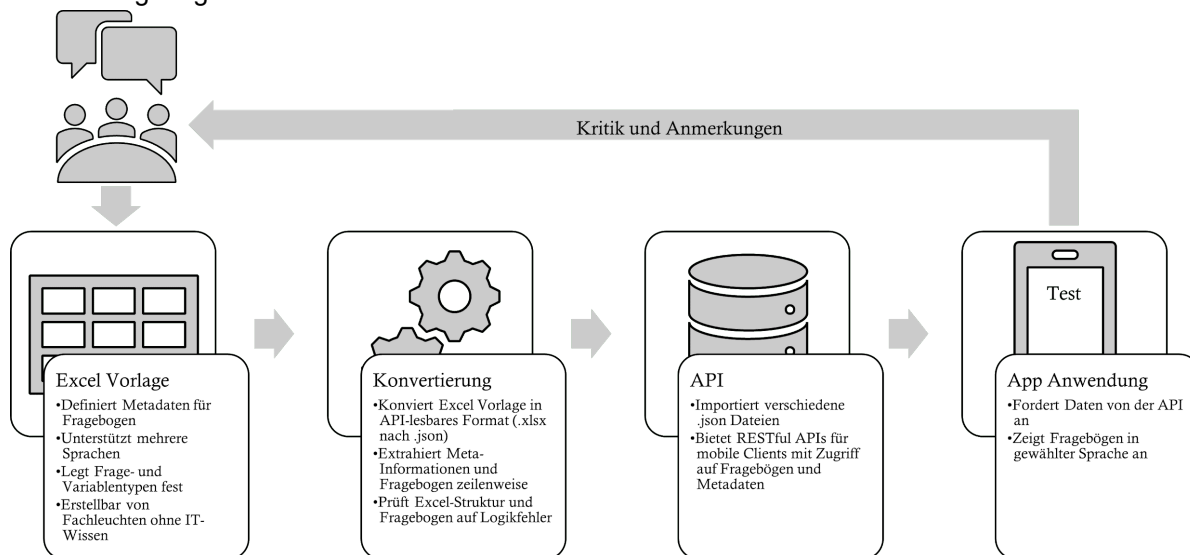 Kritik und Anmerkungen
Test
Excel Vorlage
•Definiert Metadaten für
Fragebogen
•Unterstützt mehrere
Sprachen
•Legt Frage- und
Variablentypen fest
•Erstellbar von
Fachleuchten ohne IT-
Wissen
Konvertierung
•Konviert Excel Vorlage in
API-lesbares Format (.xlsx
nach .json)
•Extrahiert Meta-
Informationen und
Fragebogen zeilenweise
•Prüft Excel-Struktur und
Fragebogen auf Logikfehler
API
•Importiert verschiedene
.json Dateien
•Bietet RESTful APIs für
mobile Clients mit Zugriff
auf Fragebögen und
Metadaten
App Anwendung
•Fordert Daten von der API
an
•Zeigt Fragebögen in
gewählter Sprache an